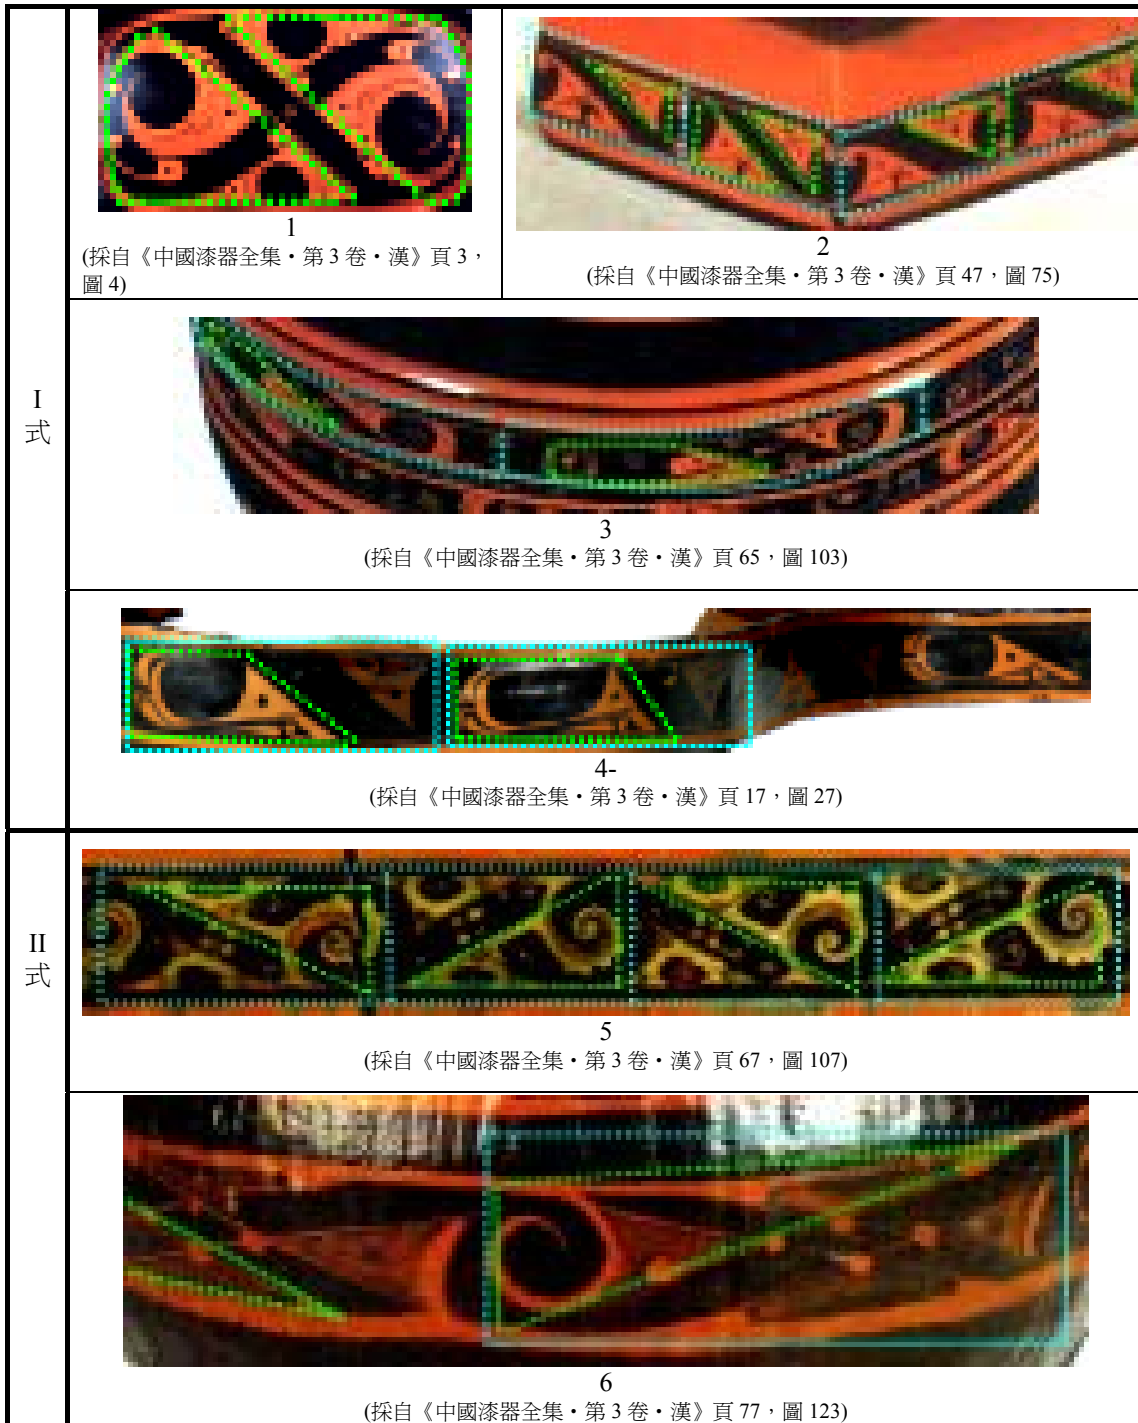 1
(採自《中國漆器全集‧第 3 卷‧漢》頁 3，
圖 4)
2
(採自《中國漆器全集‧第 3 卷‧漢》頁 47，圖 75)
I
式
3
(採自《中國漆器全集‧第 3 卷‧漢》頁 65，圖 103)
4-
(採自《中國漆器全集‧第 3 卷‧漢》頁 17，圖 27)
II
式
5
(採自《中國漆器全集‧第 3 卷‧漢》頁 67，圖 107)
6
(採自《中國漆器全集‧第 3 卷‧漢》頁 77，圖 123)